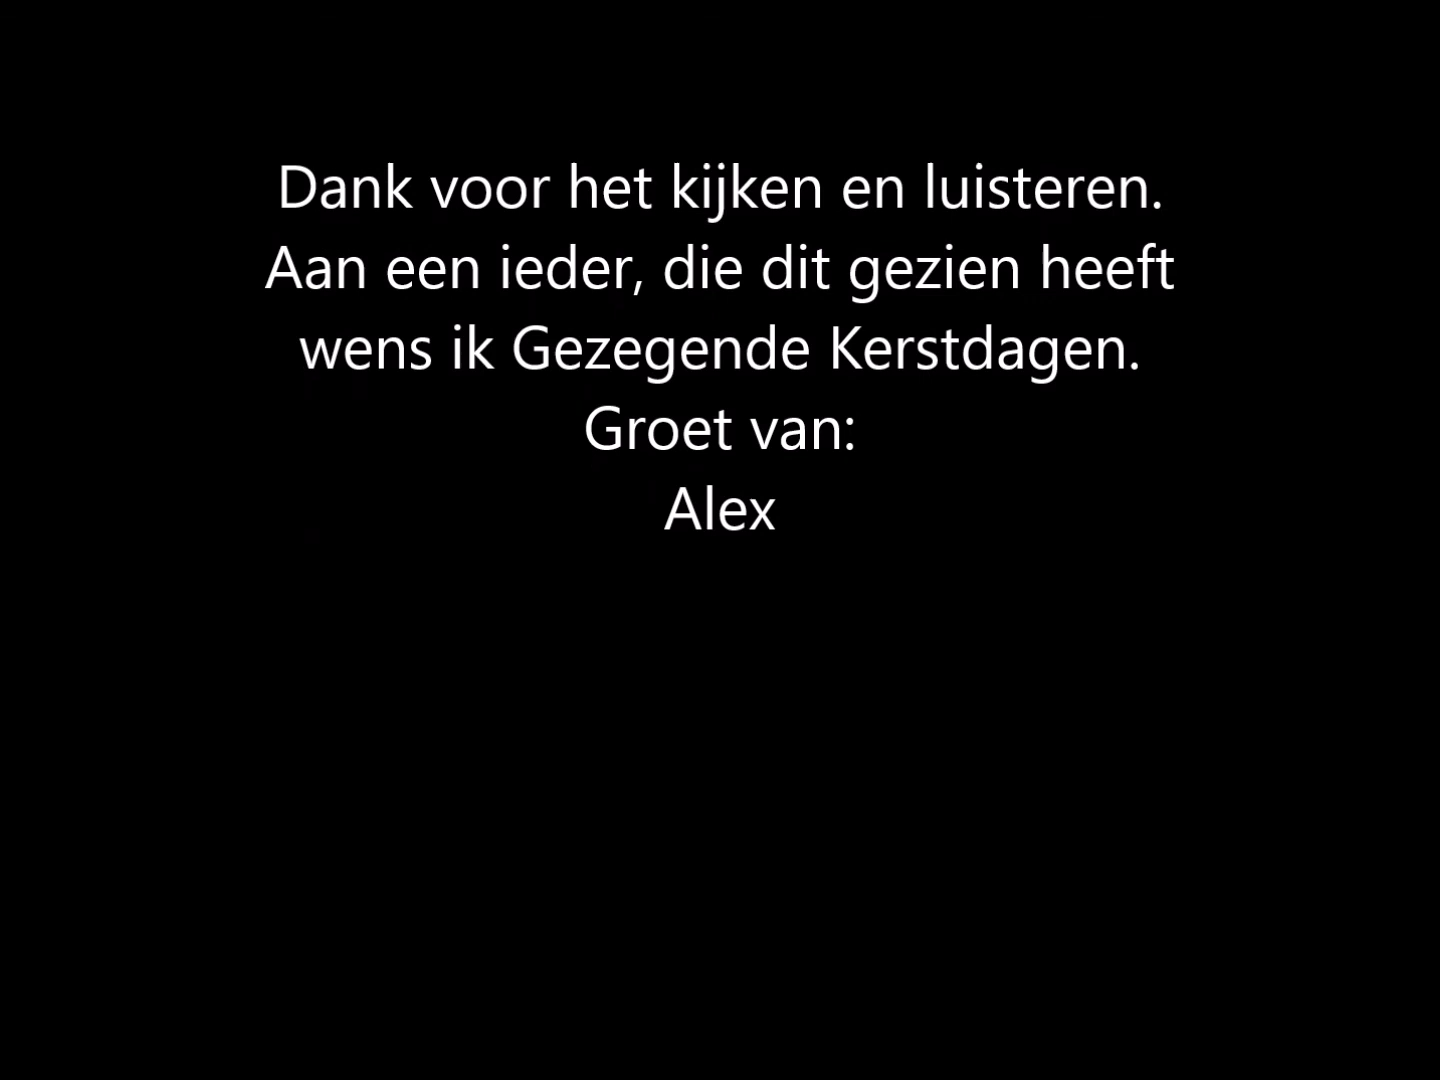 Dank voor het kijken en luisteren.
Aan een ieder, die dit gezien heeft
wens ik Gezegende Kerstdagen.
Groet van:
Alex